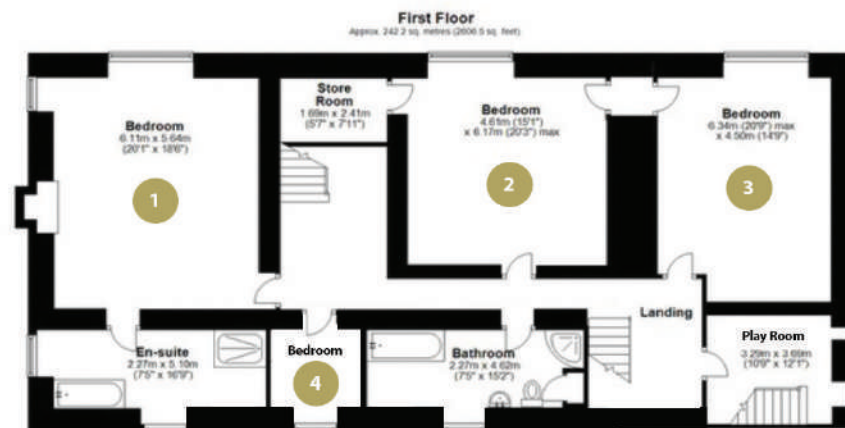 First Floor
Approx. 242.2 sq. metres (2606.5 sq. feet)
Bedroom
6.11m x 5.64m
(20'1" x 18'6")
1
Store
Room
1.69m x 2.41m
(5'7" x 7'11")
Bedroom
4.61m (15'1")
x 6.17m (20'3") max
2
Bedroom
6.34m (20'9") max
x 4.50m (14'9")
3
Landing
En-suite
2.27m x 5.10m
(7'5" x 16'9")
Bedroom
4
Bathroom
2.27m x 4.62m
(7'5" x 15'2")
Play Room
3.29m x 3.69m
(10'9" x 12'1")